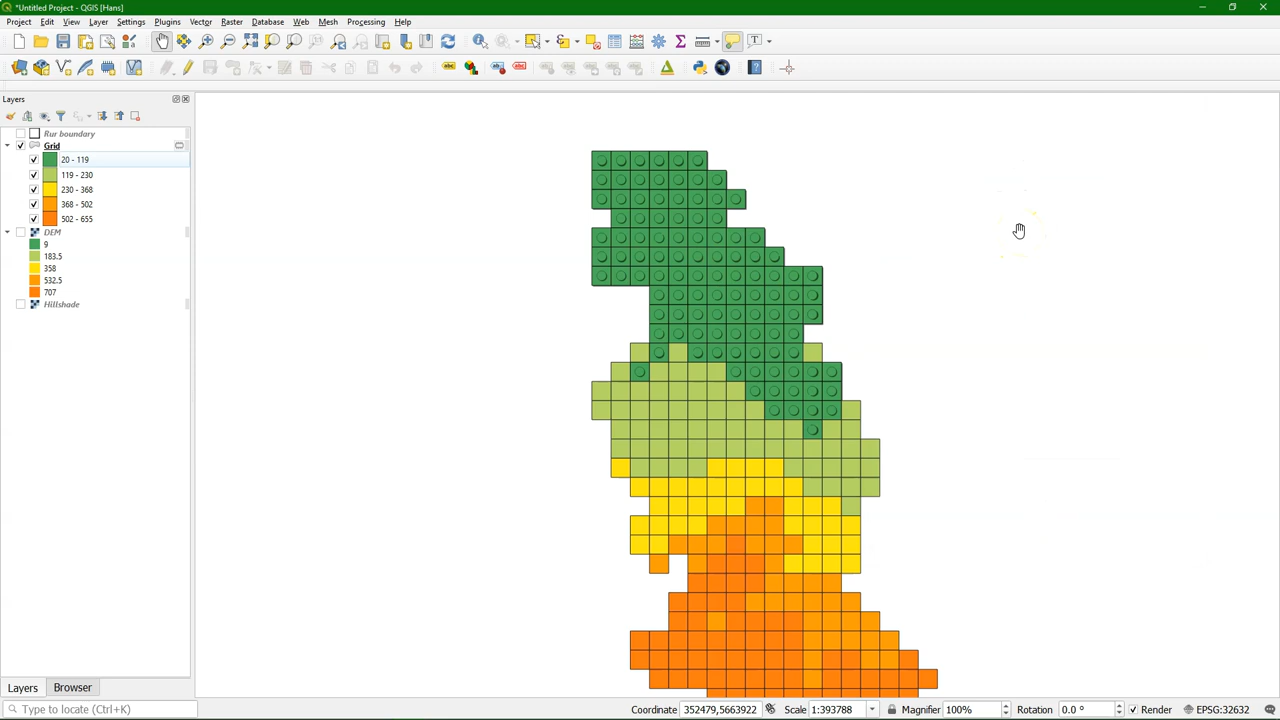 *Untitled Project - QGIS [Hans]
Project Edit View Layer Settings Plugins Vector Raster Database Web Mesh Processing Help
Layers
Rur boundary
Grid
20 - 119
119 - 230
230 - 368
368 - 502
502 - 655
DEM
9
183.5
358
532.5
707
Hillshade
Layers Browser
Type to locate (Ctrl+K) Coordinate 352479,5663922 Scale 1:393788 Magnifier 100% Rotation 0.0 ° Render EPSG:32632